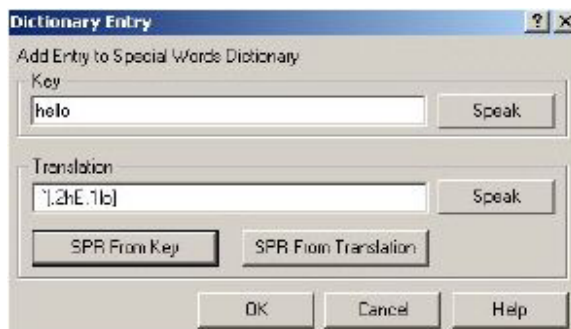 Dictionary Entry
Add Entry to Special Words Dictionary
Key
hello
Speak
Translation
`[.2hE.1lo]
Speak
SPR From Key
SPR From Translation
OK
Cancel
Help